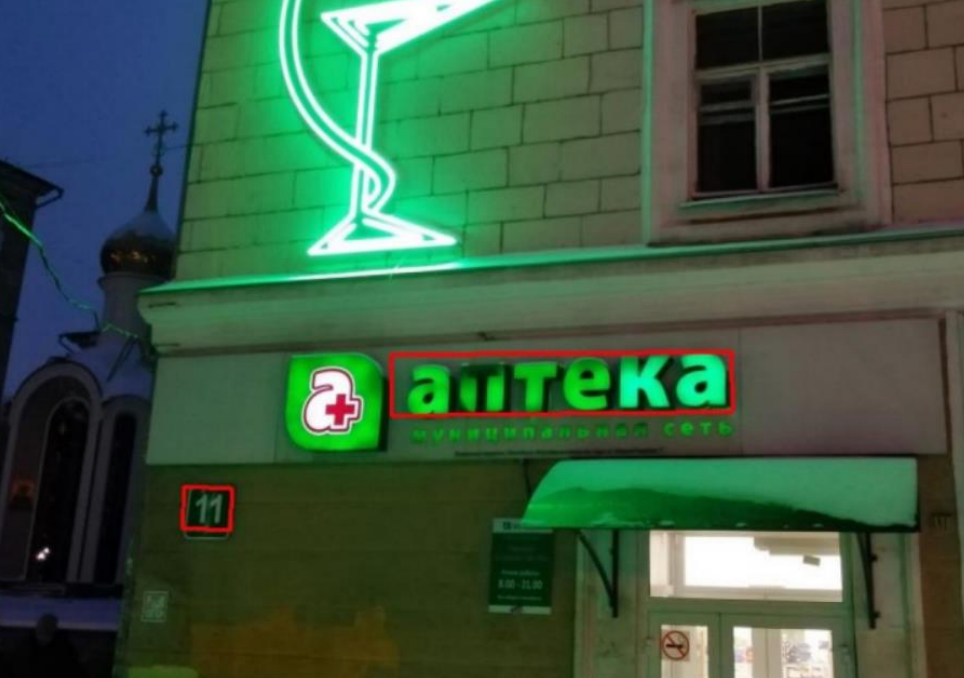 аптека
муниципальная сеть
11
8.00 - 21.00